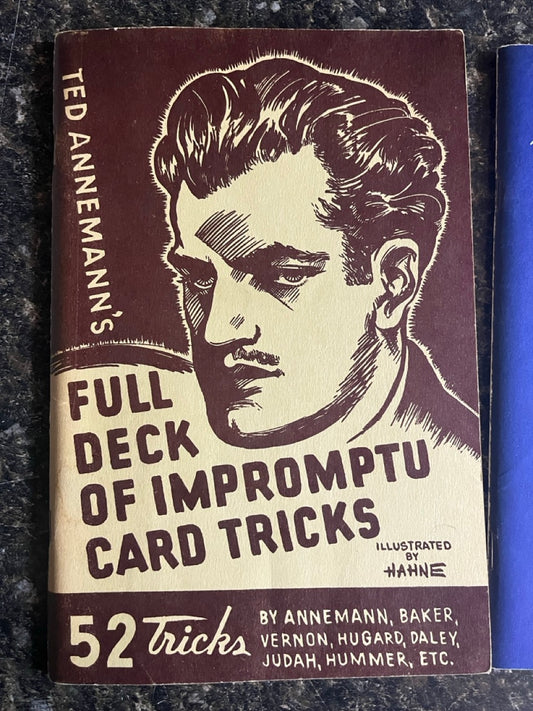 TED ANNEMANN'S
FULL
DECK
OF IMPROMPTU
CARD TRICKS
ILLUSTRATED
BY
HAHNE
52 Tricks
BY ANNEMANN, BAKER,
VERNON, HUGARD, DALEY,
JUDAH, HUMMER, ETC.